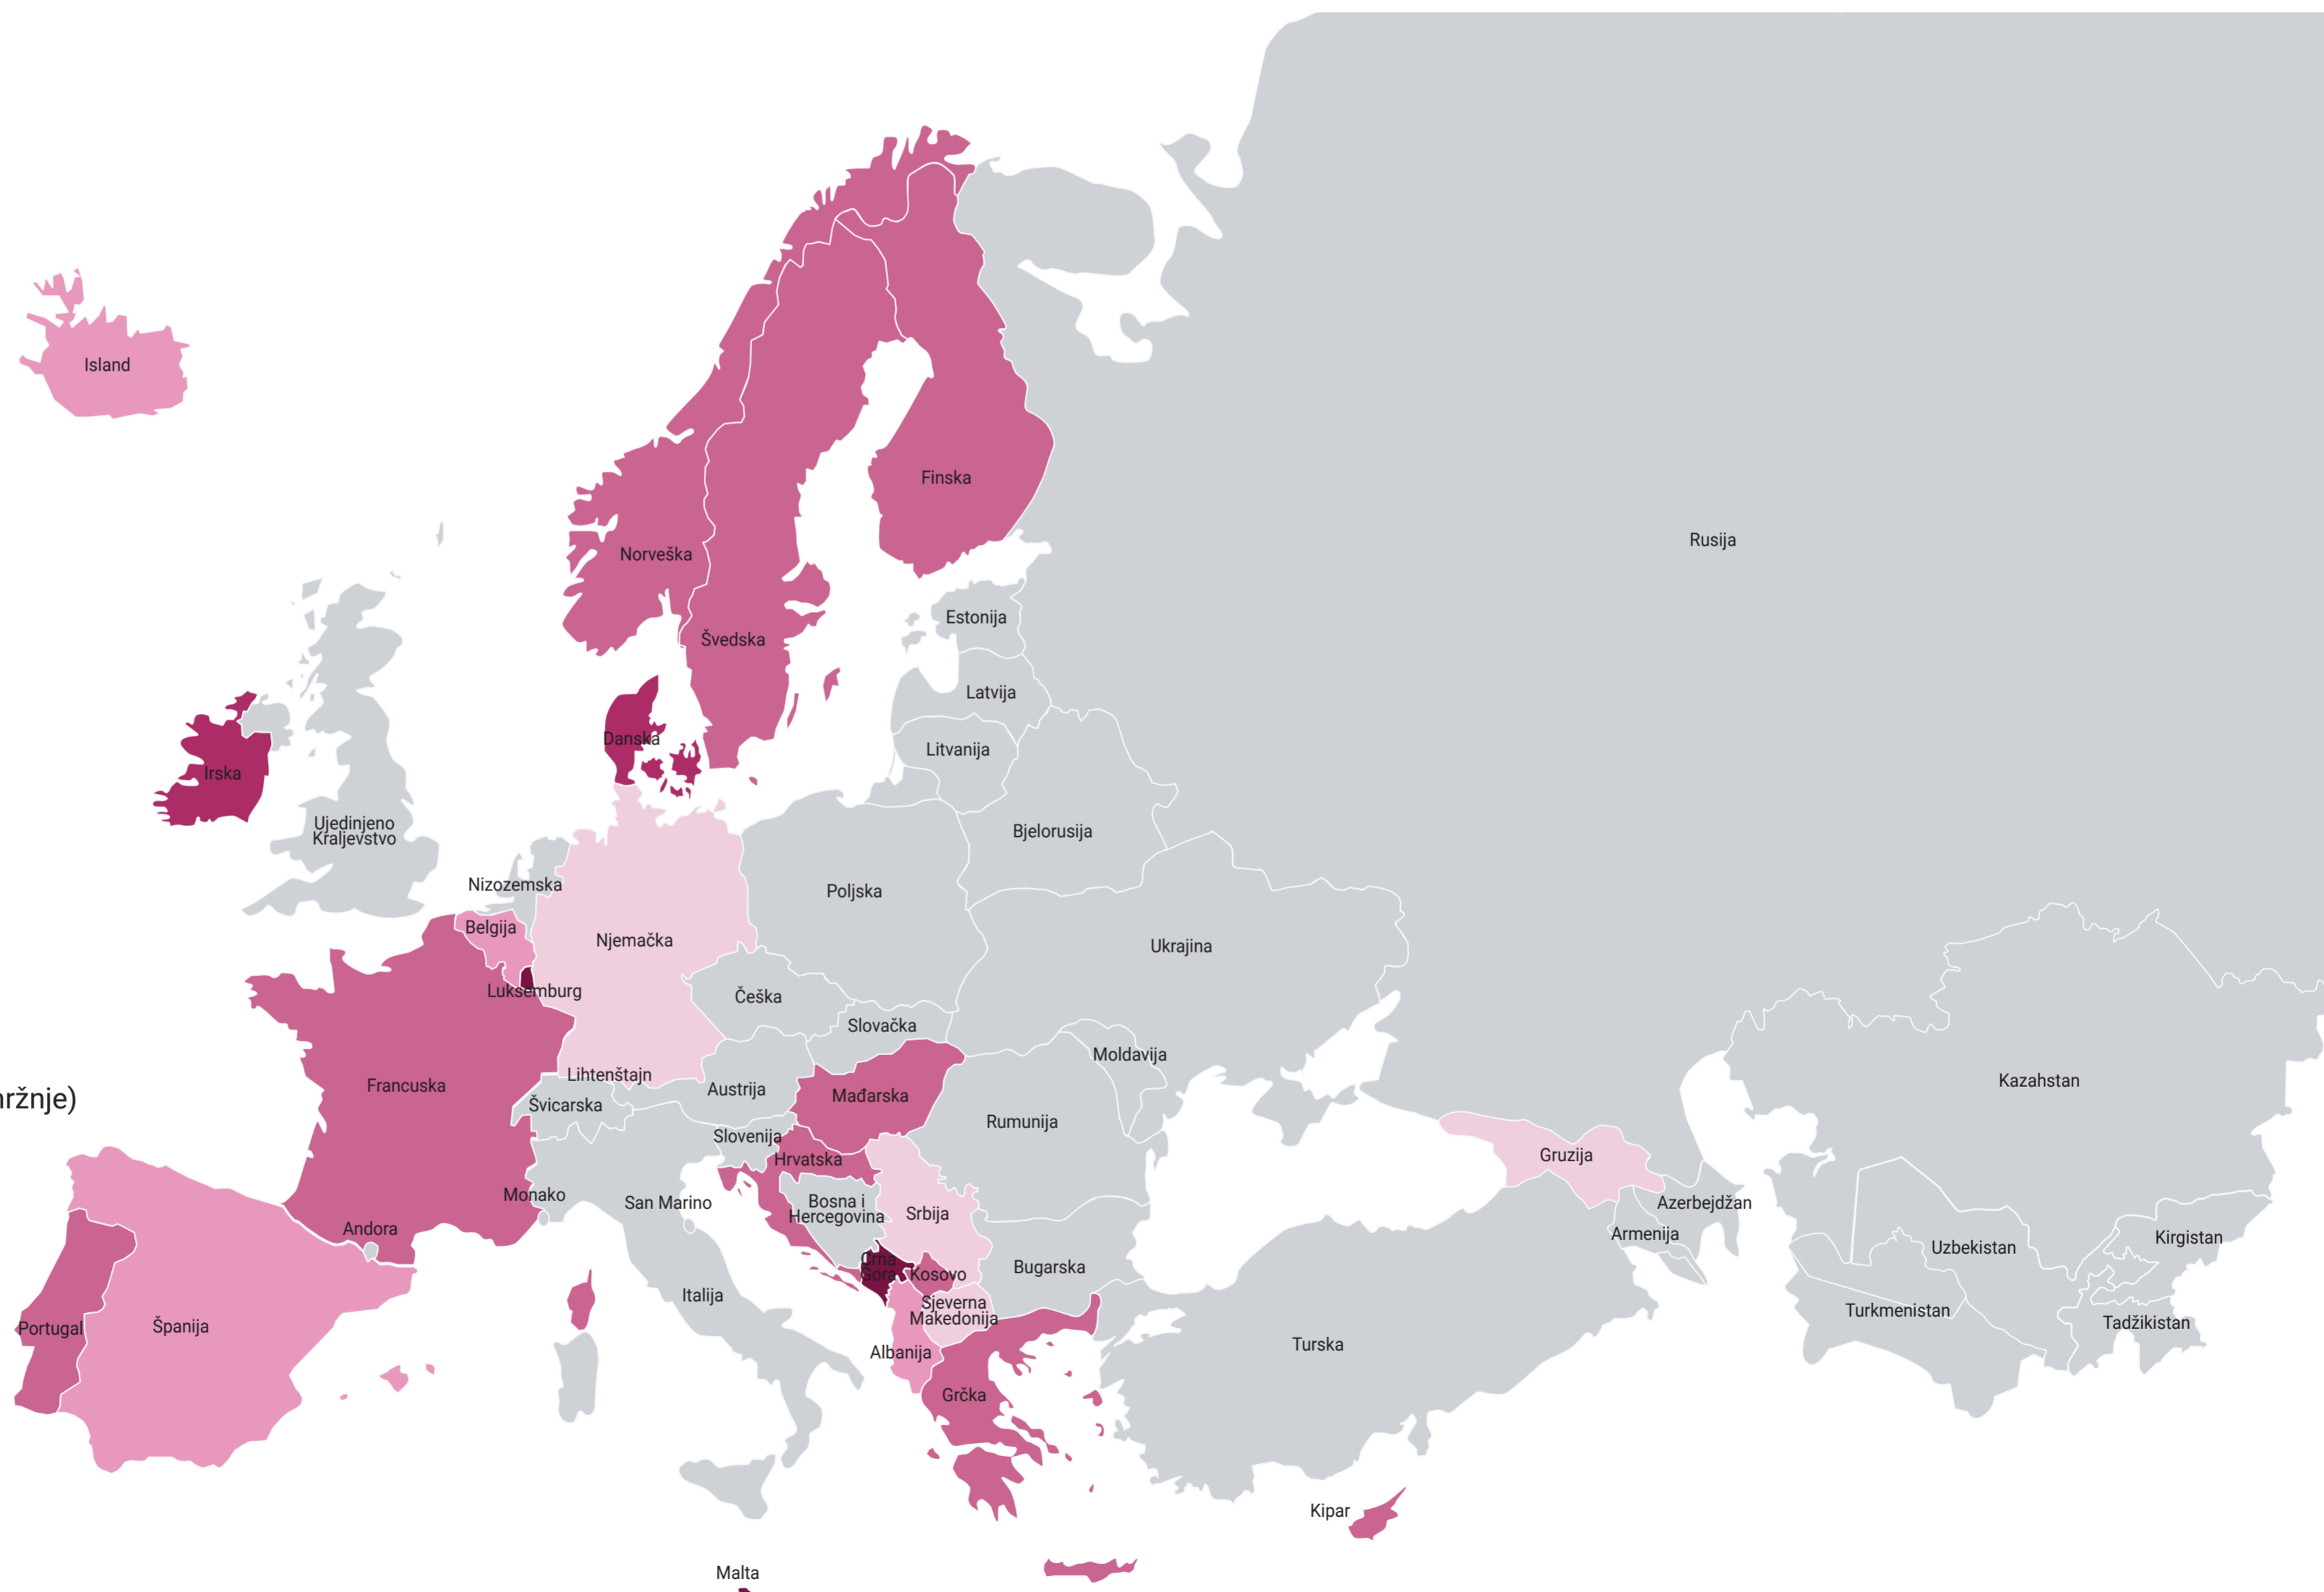 Island
Finska
Rusija
Norveška
Estonija
Švedska
Latvija
Danska
Litvanija
Irska
Ujedinjeno
Kraljevstvo
Bjelorusija
Nizozemska
Poljska
Belgija
Njemačka
Ukrajina
Luksemburg
Češka
Slovačka
Moldavija
Lihtenštajn
Francuska
Austrija
Mađarska
Kazahstan
ržnje)
Švicarska
Rumunija
Slovenija
Hrvatska
Gruzija
Monako
San Marino
Bosna i
Hercegovina
Srbija
Azerbejdžan
Andora
Armenija
Kirgistan
Uzbekistan
Crna
Gora
Kosovo
Bugarska
Italija
Sjeverna
Makedonija
Turkmenistan
Tadžikistan
Portugal
Španija
Turska
Albanija
Grčka
Kipar
Malta